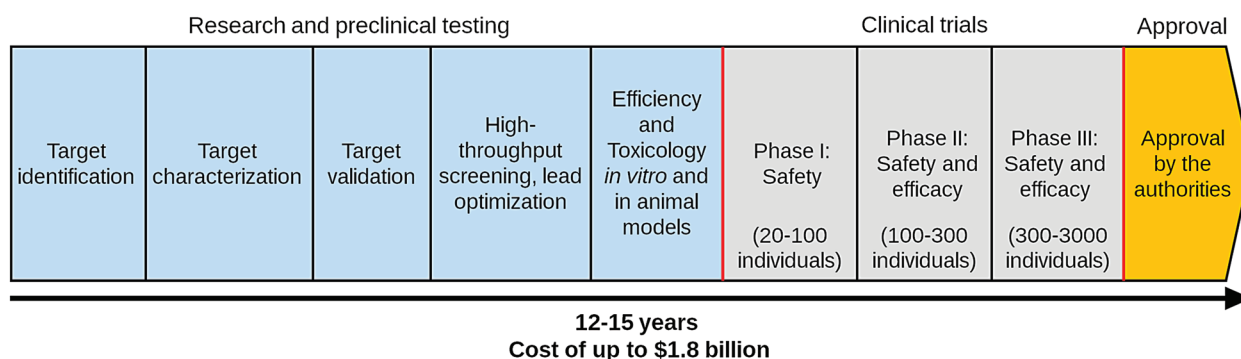 Research and preclinical testing
Clinical trials
Approval
Target
identification
Target
characterization
Target
validation
High-
throughput
screening, lead
optimization
Efficiency
and
Toxicology
in vitro and
in animal
models
Phase I:
Safety
(20-100
individuals)
Phase II:
Safety and
efficacy
(100-300
individuals)
Phase III:
Safety and
efficacy
(300-3000
individuals)
Approval
by the
authorities
12-15 years
Cost of up to $1.8 billion